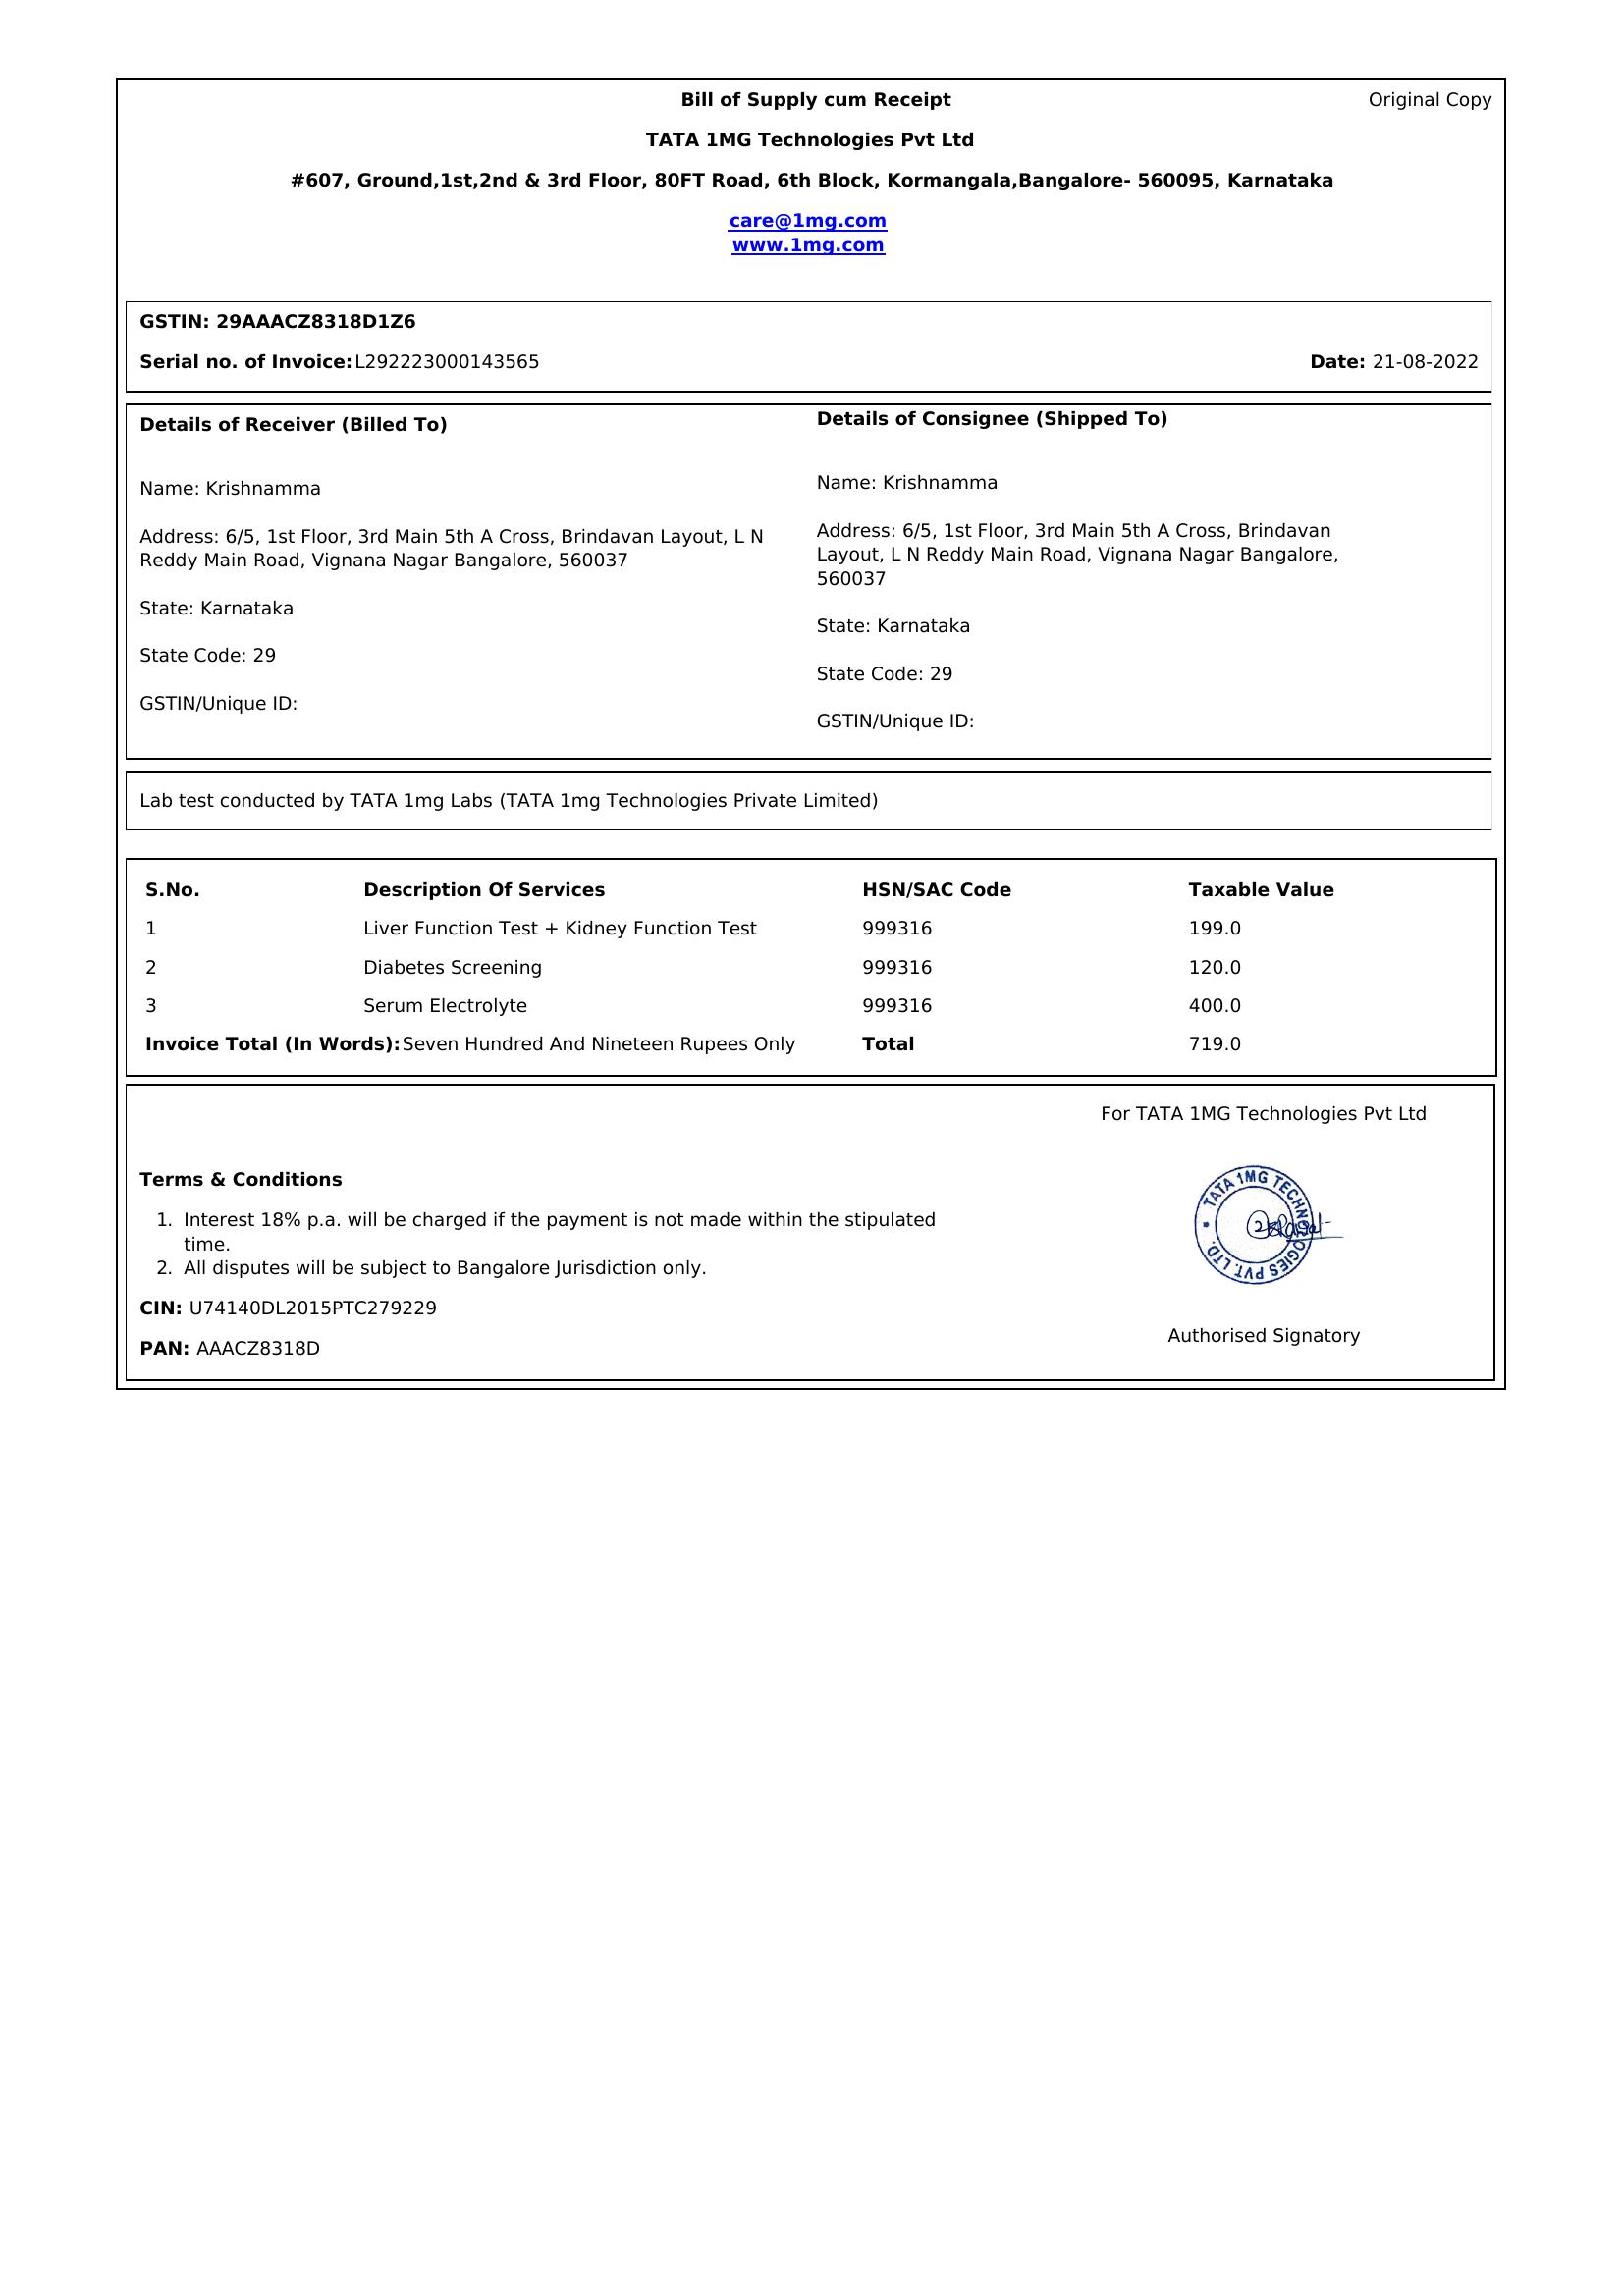 Bill of Supply cum Receipt
Original Copy
TATA 1MG Technologies Pvt Ltd
#607, Ground,1st,2nd & 3rd Floor, 80FT Road, 6th Block, Kormangala,Bangalore- 560095, Karnataka
care@1mg.com
www.1mg.com
GSTIN: 29AAACZ8318D1Z6
Serial no. of Invoice: L292223000143565
Date: 21-08-2022
Details of Receiver (Billed To)
Name: Krishnamma
Address: 6/5, 1st Floor, 3rd Main 5th A Cross, Brindavan Layout, L N
Reddy Main Road, Vignana Nagar Bangalore, 560037
State: Karnataka
State Code: 29
GSTIN/Unique ID:
Details of Consignee (Shipped To)
Name: Krishnamma
Address: 6/5, 1st Floor, 3rd Main 5th A Cross, Brindavan
Layout, L N Reddy Main Road, Vignana Nagar Bangalore,
560037
State: Karnataka
State Code: 29
GSTIN/Unique ID:
Lab test conducted by TATA 1mg Labs (TATA 1mg Technologies Private Limited)
S.No. Description Of Services HSN/SAC Code Taxable Value
1 Liver Function Test + Kidney Function Test 999316 199.0
2 Diabetes Screening 999316 120.0
3 Serum Electrolyte 999316 400.0
Invoice Total (In Words): Seven Hundred And Nineteen Rupees Only Total 719.0
For TATA 1MG Technologies Pvt Ltd
Terms & Conditions
1. Interest 18% p.a. will be charged if the payment is not made within the stipulated
time.
2. All disputes will be subject to Bangalore Jurisdiction only.
CIN: U74140DL2015PTC279229
PAN: AAACZ8318D
TATA 1MG TECHNOLOGIES PVT. LTD.
Authorised Signatory